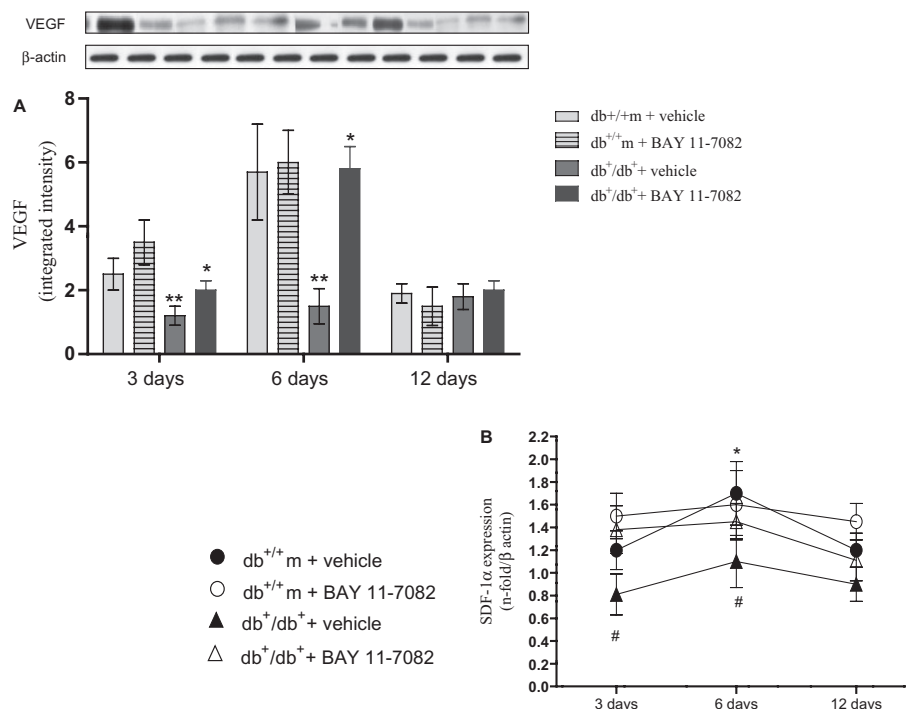 VEGF
β-actin
A
8
6
4
2
0
VEGF
(integrated intensity)
**
*
**
*
3 days
6 days
12 days
db+/+m + vehicle
db+/+m + BAY 11-7082
db+/db++ vehicle
db+/db++ BAY 11-7082
B
2.2
2.0
1.8
1.6
1.4
1.2
1.0
0.8
0.6
0.4
0.2
0.0
SDF-1α expression
(n-fold/β actin)
*
#
#
3 days
6 days
12 days
db+/+m + vehicle
db+/+m + BAY 11-7082
db+/db++ vehicle
db+/db++ BAY 11-7082